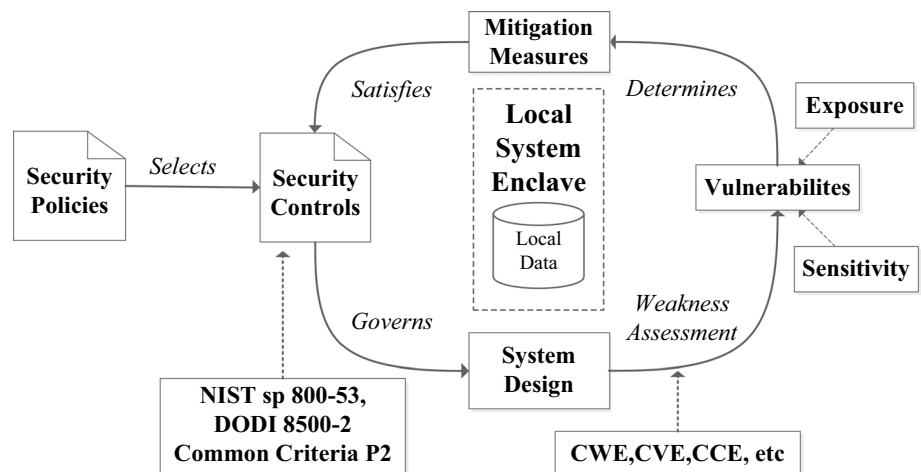 Mitigation
Measures
Satisfies
Determines
Exposure
Local
System
Enclave
Local
Data
Security
Policies
Selects
Security
Controls
Vulnerabilites
Sensitivity
Governs
Weakness
Assessment
System
Design
NIST sp 800-53,
DODI 8500-2
Common Criteria P2
CWE,CVE,CCE, etc